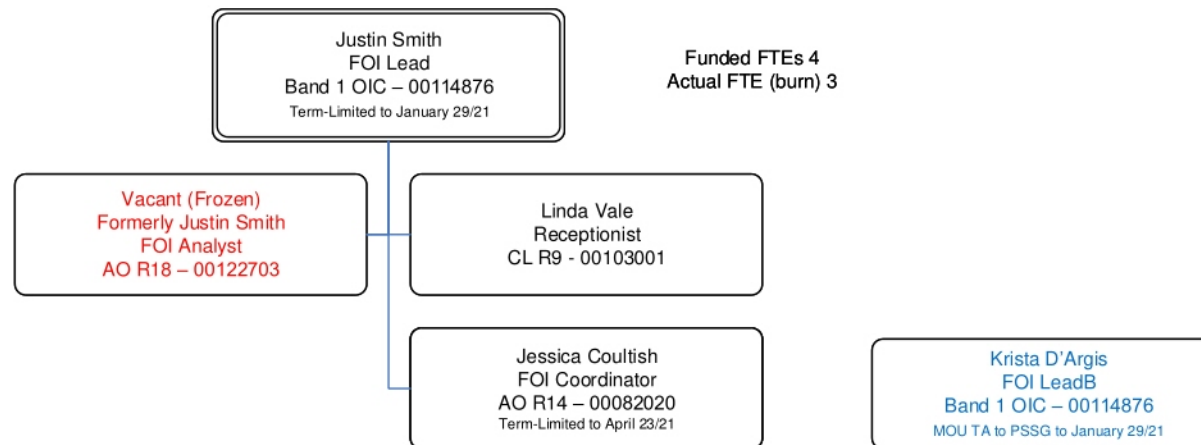 Justin Smith
FOI Lead
Band 1 OIC – 00114876
Term-Limited to January 29/21
Funded FTEs 4
Actual FTE (burn) 3
Vacant (Frozen)
Formerly Justin Smith
FOI Analyst
AO R18 – 00122703
Linda Vale
Receptionist
CL R9 - 00103001
Jessica Coultish
FOI Coordinator
AO R14 – 00082020
Term-Limited to April 23/21
Krista D'Argis
FOI LeadB
Band 1 OIC – 00114876
MOU TA to PSSG to January 29/21